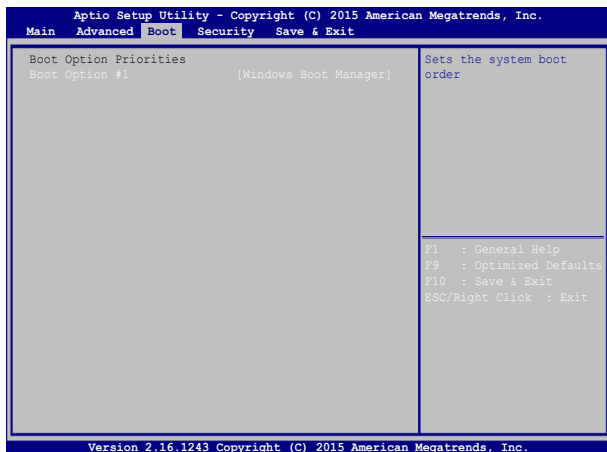 Aptio Setup Utility - Copyright (C) 2015 American Megatrends, Inc.
Main Advanced Boot Security Save & Exit
Boot Option Priorities
Boot Option #1 [Windows Boot Manager]
Sets the system boot
order
F1 : General Help
F9 : Optimized Defaults
F10 : Save & Exit
ESC/Right Click : Exit
Version 2.16.1243 Copyright (C) 2015 American Megatrends, Inc.